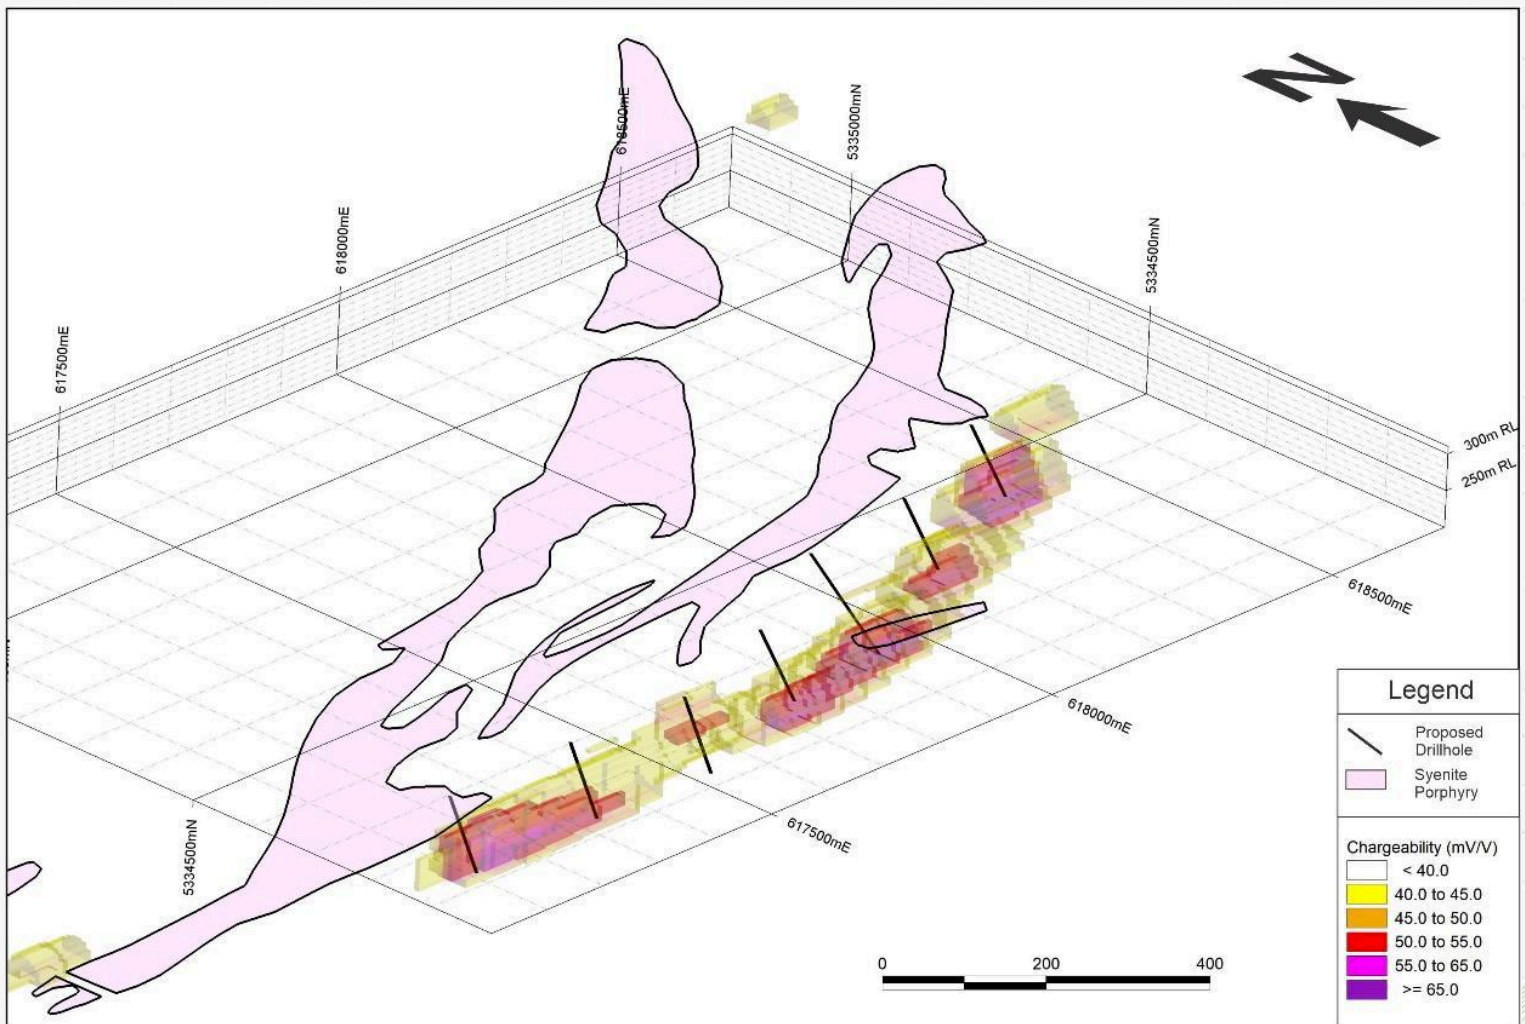 N
618500mE
5335000mN
618000mE
5334500mN
617500mE
300m RL
250m RL
618500mE
618000mE
617500mE
5334500mN
Legend
Proposed
Drillhole
Syenite
Porphyry
Chargeability (mV/V)
< 40.0
40.0 to 45.0
45.0 to 50.0
50.0 to 55.0
55.0 to 65.0
>= 65.0
0 200 400